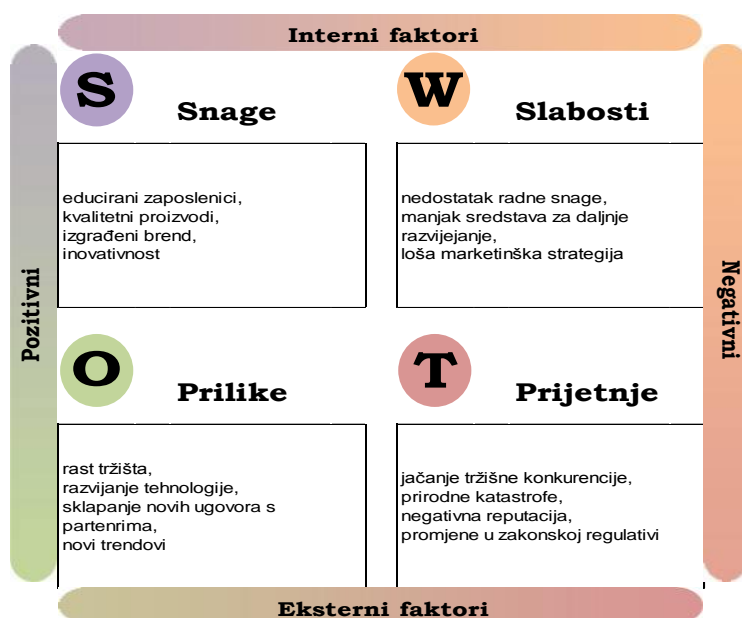 Interni faktori
S
Snage
W
Slabosti
educirani zaposlenici,
kvalitetni proizvodi,
izgrađeni brend,
inovativnost
nedostatak radne snage,
manjak sredstava za daljnje
razvijejanje,
loša marketinška strategija
Pozitivni
Negativni
O
Prilike
T
Prijetnje
rast tržišta,
razvijanje tehnologije,
sklapanje novih ugovora s
partenrima,
novi trendovi
jačanje tržišne konkurencije,
prirodne katastrofe,
negativna reputacija,
promjene u zakonskoj regulativi
Eksterni faktori